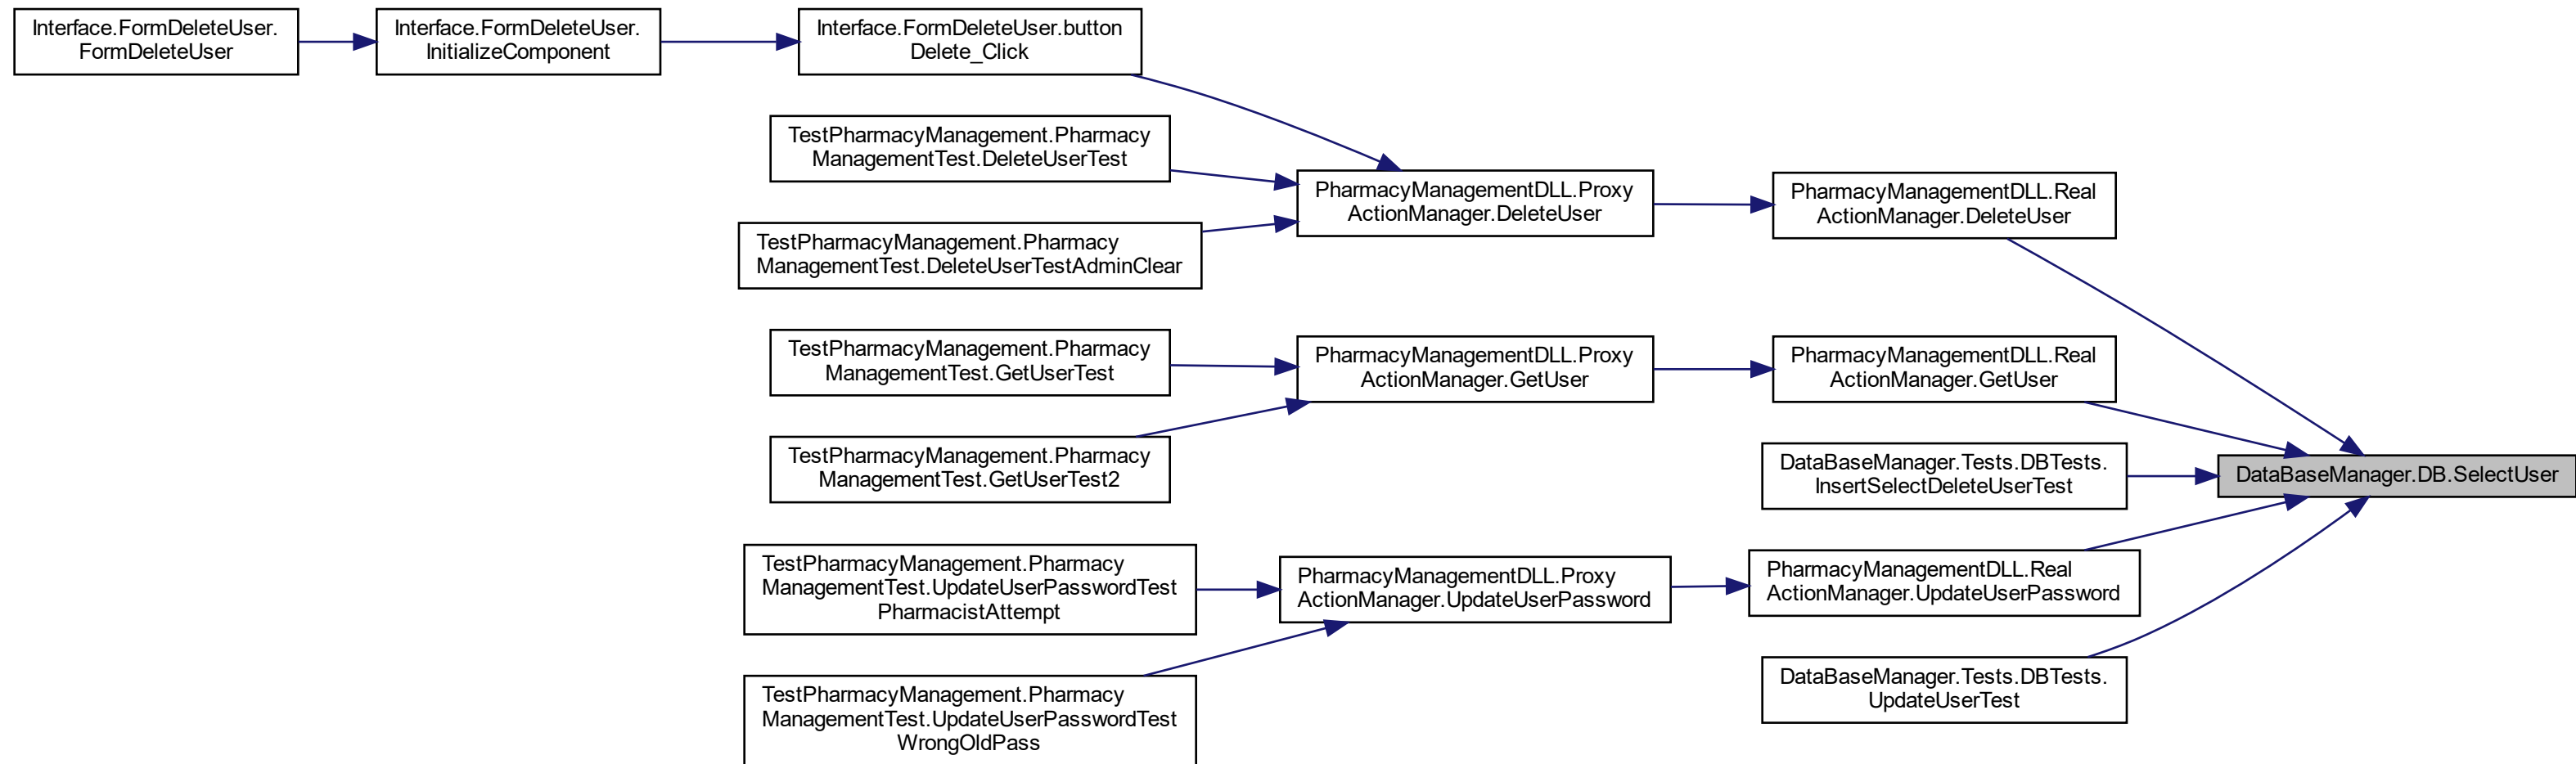 Interface.FormDeleteUser.
FormDeleteUser
Interface.FormDeleteUser.
InitializeComponent
Interface.FormDeleteUser.button
Delete_Click
TestPharmacyManagement.Pharmacy
ManagementTest.DeleteUserTest
TestPharmacyManagement.Pharmacy
ManagementTest.DeleteUserTestAdminClear
PharmacyManagementDLL.Proxy
ActionManager.DeleteUser
PharmacyManagementDLL.Real
ActionManager.DeleteUser
TestPharmacyManagement.Pharmacy
ManagementTest.GetUserTest
TestPharmacyManagement.Pharmacy
ManagementTest.GetUserTest2
PharmacyManagementDLL.Proxy
ActionManager.GetUser
PharmacyManagementDLL.Real
ActionManager.GetUser
DataBaseManager.Tests.DBTests.
InsertSelectDeleteUserTest
DataBaseManager.DB.SelectUser
TestPharmacyManagement.Pharmacy
ManagementTest.UpdateUserPasswordTest
PharmacistAttempt
TestPharmacyManagement.Pharmacy
ManagementTest.UpdateUserPasswordTest
WrongOldPass
PharmacyManagementDLL.Proxy
ActionManager.UpdateUserPassword
PharmacyManagementDLL.Real
ActionManager.UpdateUserPassword
DataBaseManager.Tests.DBTests.
UpdateUserTest